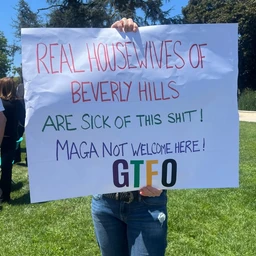 REAL HOUSEWIVES OF
BEVERLY HILLS
ARE SICK OF THIS SHIT!
MAGA NOT WELCOME HERE!
GTFO